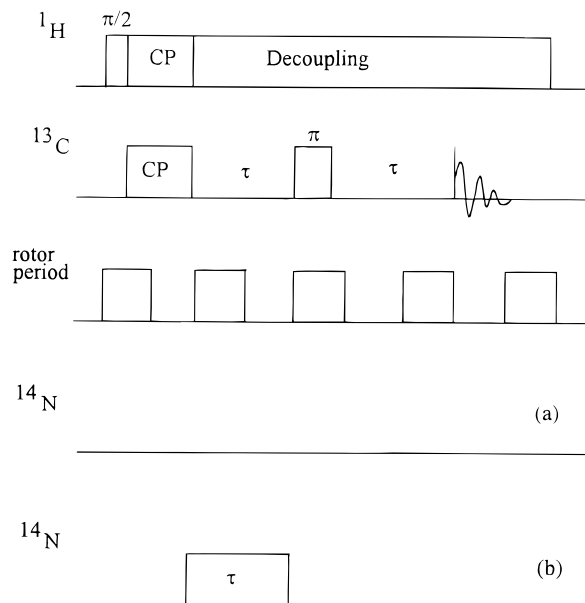 ¹H π/2 CP Decoupling
π
¹³C CP τ τ
rotor
period
¹⁴N (a)
¹⁴N τ (b)